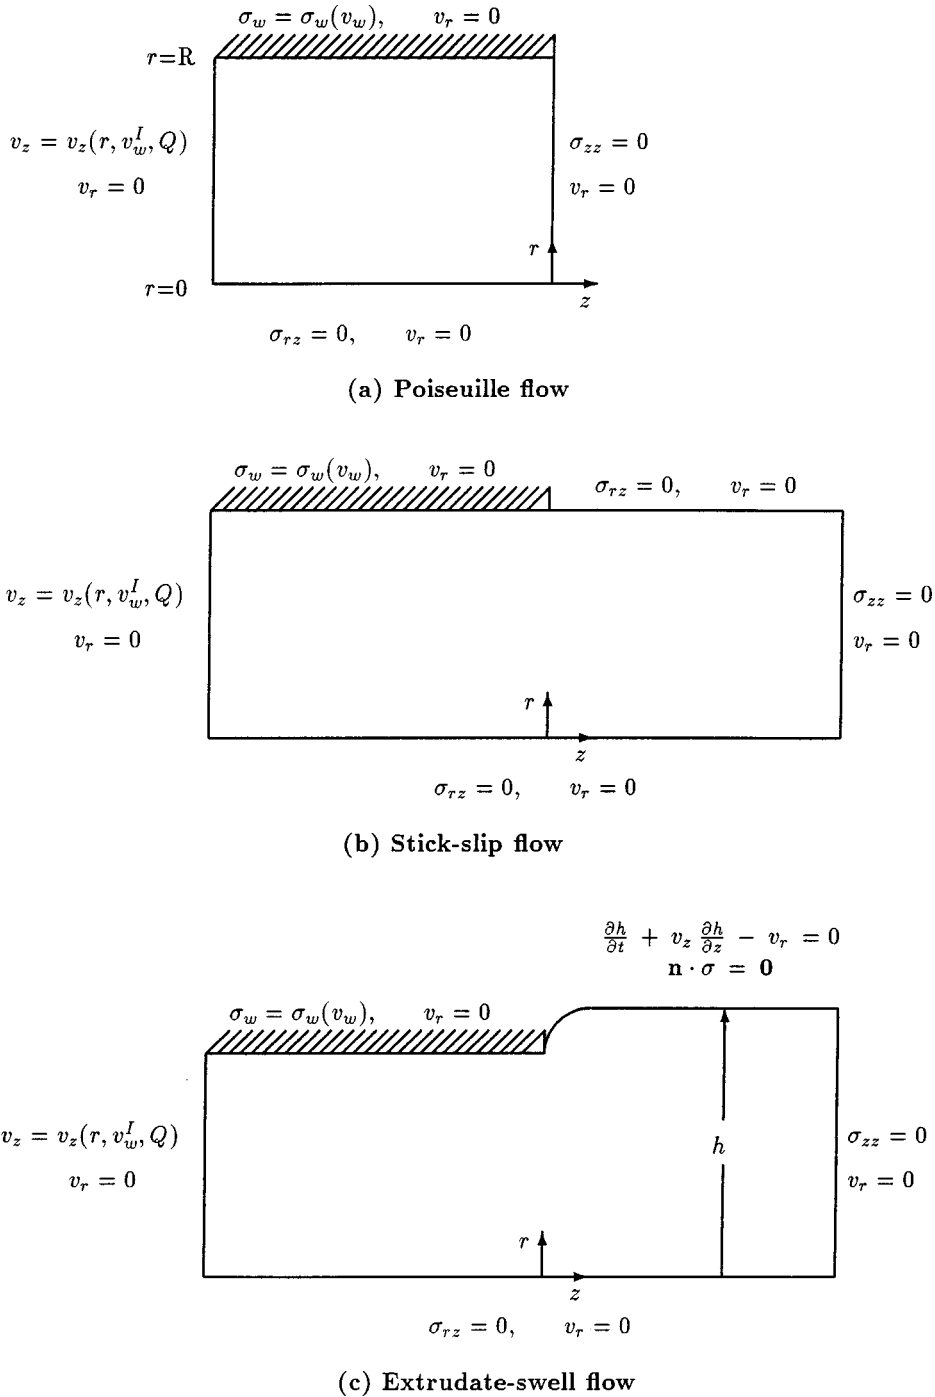 σ_w = σ_w(v_w), v_r = 0
r=R
v_z = v_z(r, v_w^I, Q)
σ_zz = 0
v_r = 0
v_r = 0
r
r=0
z
σ_rz = 0, v_r = 0
(a) Poiseuille flow
σ_w = σ_w(v_w), v_r = 0
σ_rz = 0, v_r = 0
v_z = v_z(r, v_w^I, Q)
σ_zz = 0
v_r = 0
v_r = 0
r
z
σ_rz = 0, v_r = 0
(b) Stick-slip flow
∂h/∂t + v_z ∂h/∂z − v_r = 0
n · σ = 0
σ_w = σ_w(v_w), v_r = 0
v_z = v_z(r, v_w^I, Q)
h
σ_zz = 0
v_r = 0
v_r = 0
r
z
σ_rz = 0, v_r = 0
(c) Extrudate-swell flow